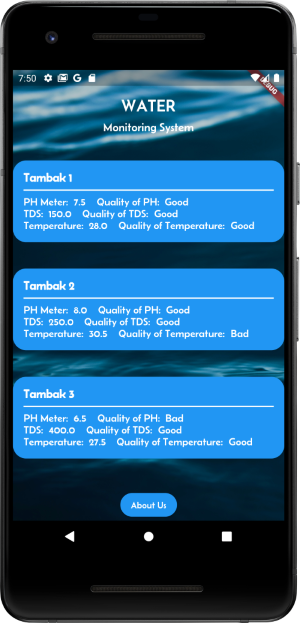 7:50
DEBUG
WATER
Monitoring System
Tambak 1
PH Meter: 7.5 Quality of PH: Good
TDS: 150.0 Quality of TDS: Good
Temperature: 28.0 Quality of Temperature: Good
Tambak 2
PH Meter: 8.0 Quality of PH: Good
TDS: 250.0 Quality of TDS: Good
Temperature: 30.5 Quality of Temperature: Bad
Tambak 3
PH Meter: 6.5 Quality of PH: Bad
TDS: 400.0 Quality of TDS: Good
Temperature: 27.5 Quality of Temperature: Good
About Us